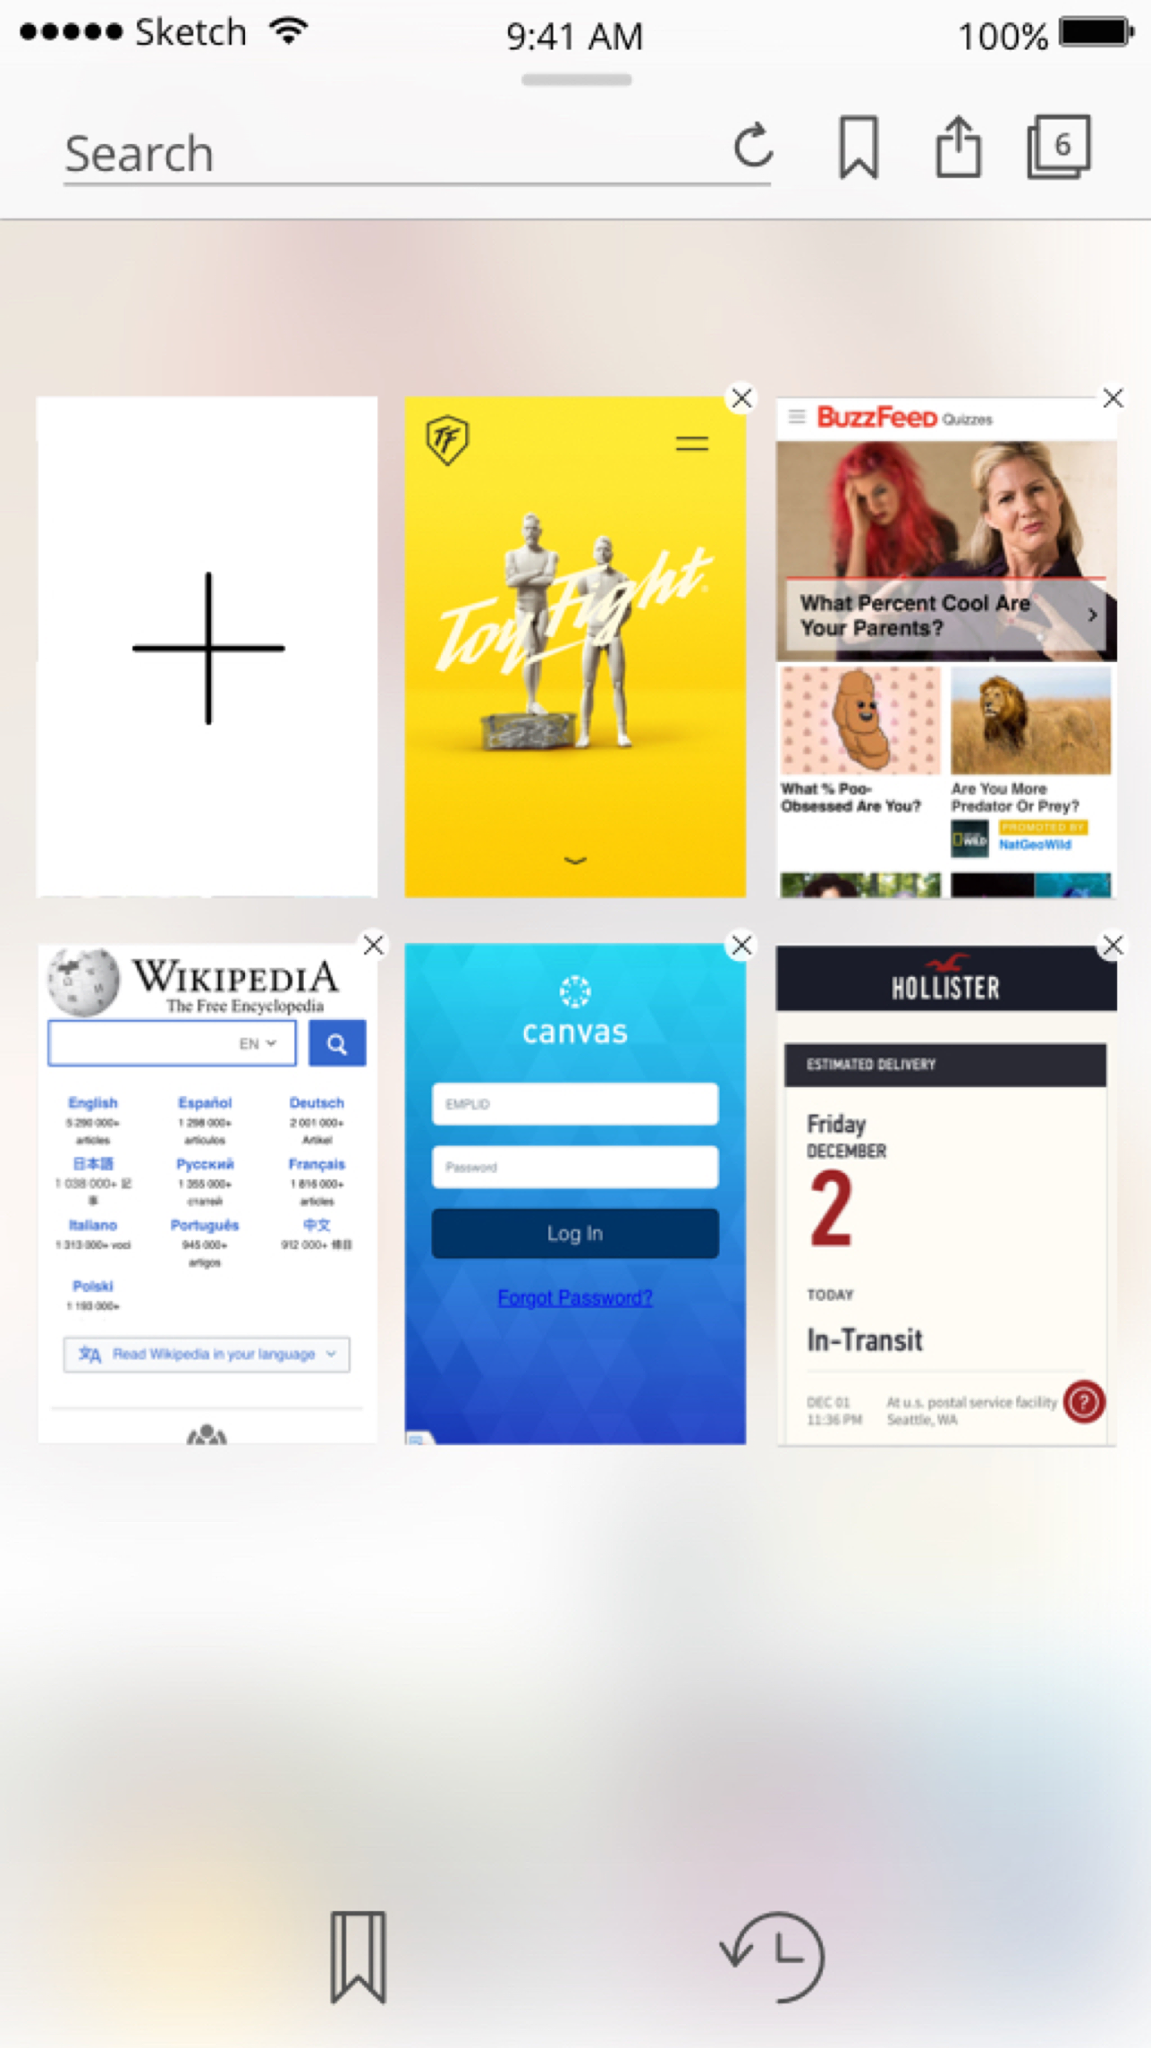 Sketch
9:41 AM
100%
Search
6
TF
Toy Fight
BuzzFeed Quizzes
What Percent Cool Are
Your Parents?
What % Poo-
Obsessed Are You?
Are You More
Predator Or Prey?
WILD
PROMOTED BY
NatGeoWild
WIKIPEDIA
The Free Encyclopedia
EN
English
5 290 000+
articles
Español
1 298 000+
artículos
Deutsch
2 001 000+
Artikel
日本語
1 038 000+ 記
事
Русский
1 355 000+
статей
Français
1 816 000+
articles
Italiano
1 313 000+ voci
Português
945 000+
artigos
中文
912 000+ 條目
Polski
1 193 000+
Read Wikipedia in your language
canvas
EMPLID
Password
Log In
Forgot Password?
HOLLISTER
ESTIMATED DELIVERY
Friday
DECEMBER
2
TODAY
In-Transit
DEC 01
11:36 PM
At u.s. postal service facility
Seattle, WA
?